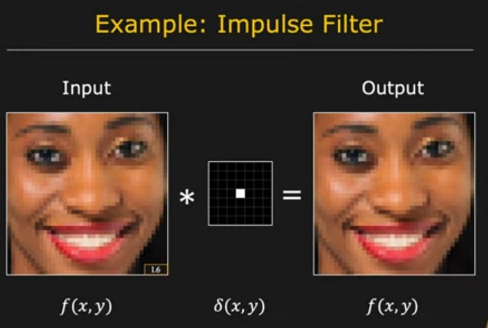 Example: Impulse Filter
Input
Output
* =
1.6
f(x,y)
δ(x,y)
f(x,y)